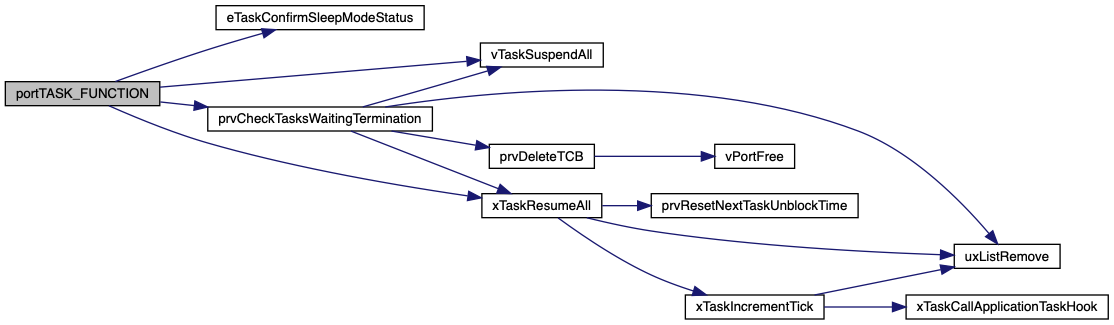 eTaskConfirmSleepModeStatus
vTaskSuspendAll
portTASK_FUNCTION
prvCheckTasksWaitingTermination
prvDeleteTCB
vPortFree
xTaskResumeAll
prvResetNextTaskUnblockTime
uxListRemove
xTaskIncrementTick
xTaskCallApplicationTaskHook